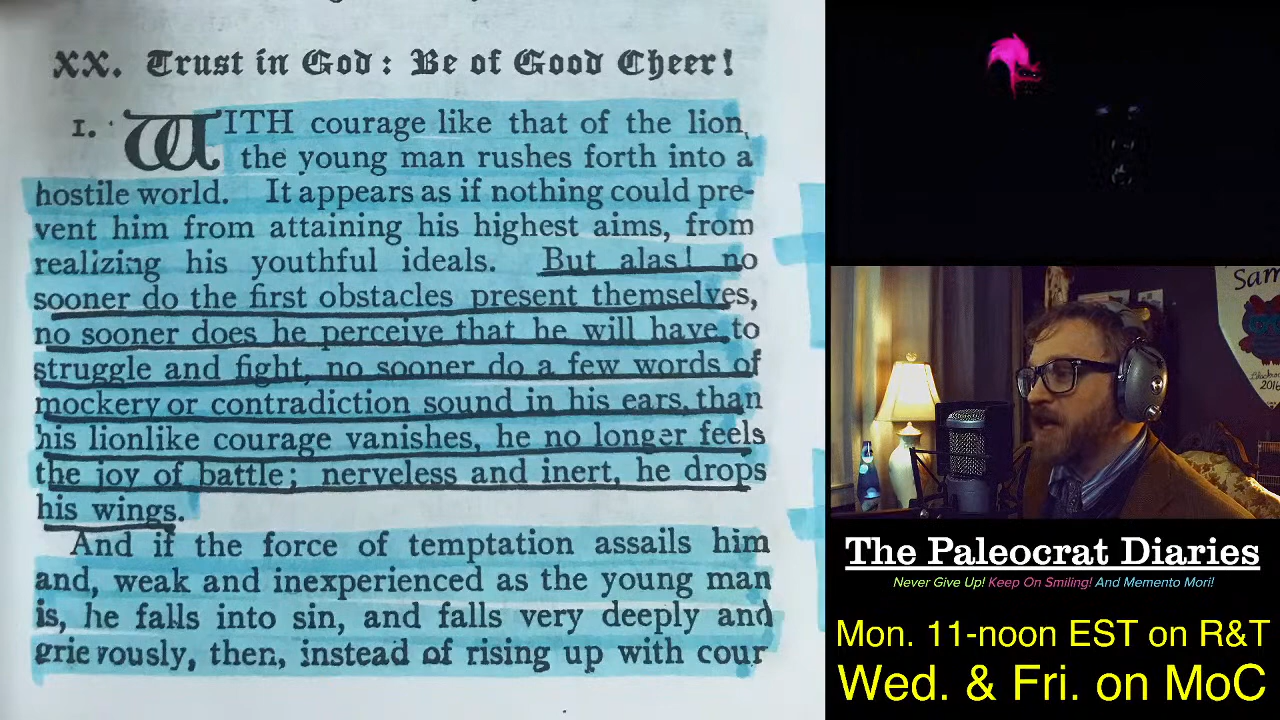 XX. Trust in God: Be of Good Cheer!
1. WITH courage like that of the lion,
the young man rushes forth into a
hostile world. It appears as if nothing could pre-
vent him from attaining his highest aims, from
realizing his youthful ideals. But alas! no
sooner do the first obstacles present themselves,
no sooner does he perceive that he will have to
struggle and fight, no sooner do a few words of
mockery or contradiction sound in his ears, than
his lionlike courage vanishes, he no longer feels
the joy of battle; nerveless and inert, he drops
his wings.
And if the force of temptation assails him
and, weak and inexperienced as the young man
is, he falls into sin, and falls very deeply and
grievously, then, instead of rising up with cour
Sam
2016
The Paleocrat Diaries
Never Give Up! Keep On Smiling! And Memento Mori!
Mon. 11-noon EST on R&T
Wed. & Fri. on MoC